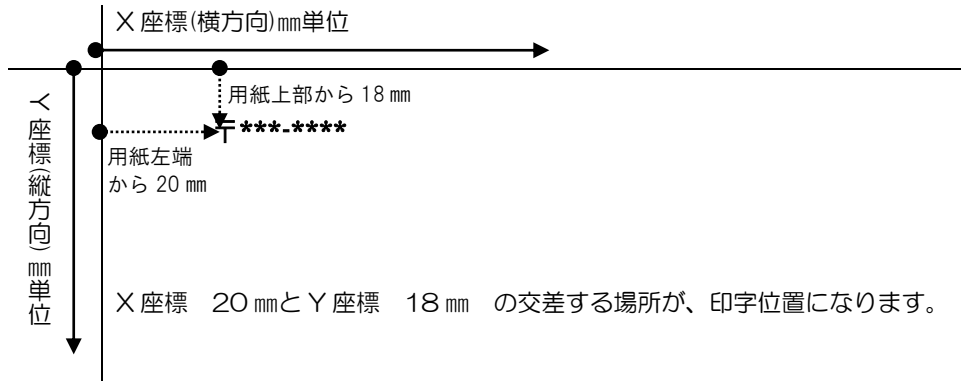 X座標(横方向)㎜単位
用紙上部から18㎜
〒***-****
用紙左端
から20㎜
Y座標(縦方向)㎜単位
X座標　20㎜とY座標　18㎜　の交差する場所が、印字位置になります。